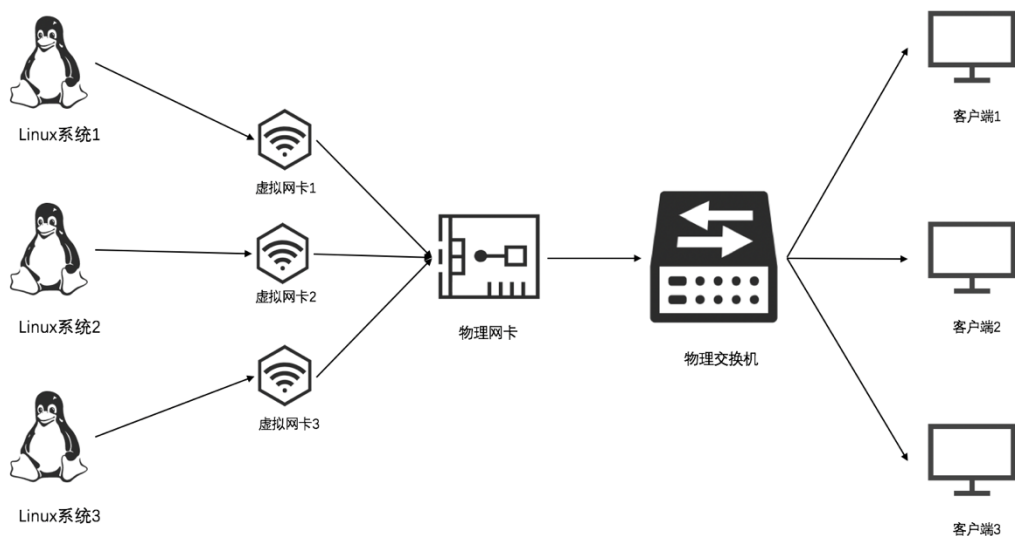 Linux系统1
虚拟网卡1
客户端1
Linux系统2
虚拟网卡2
物理网卡
物理交换机
客户端2
Linux系统3
虚拟网卡3
客户端3